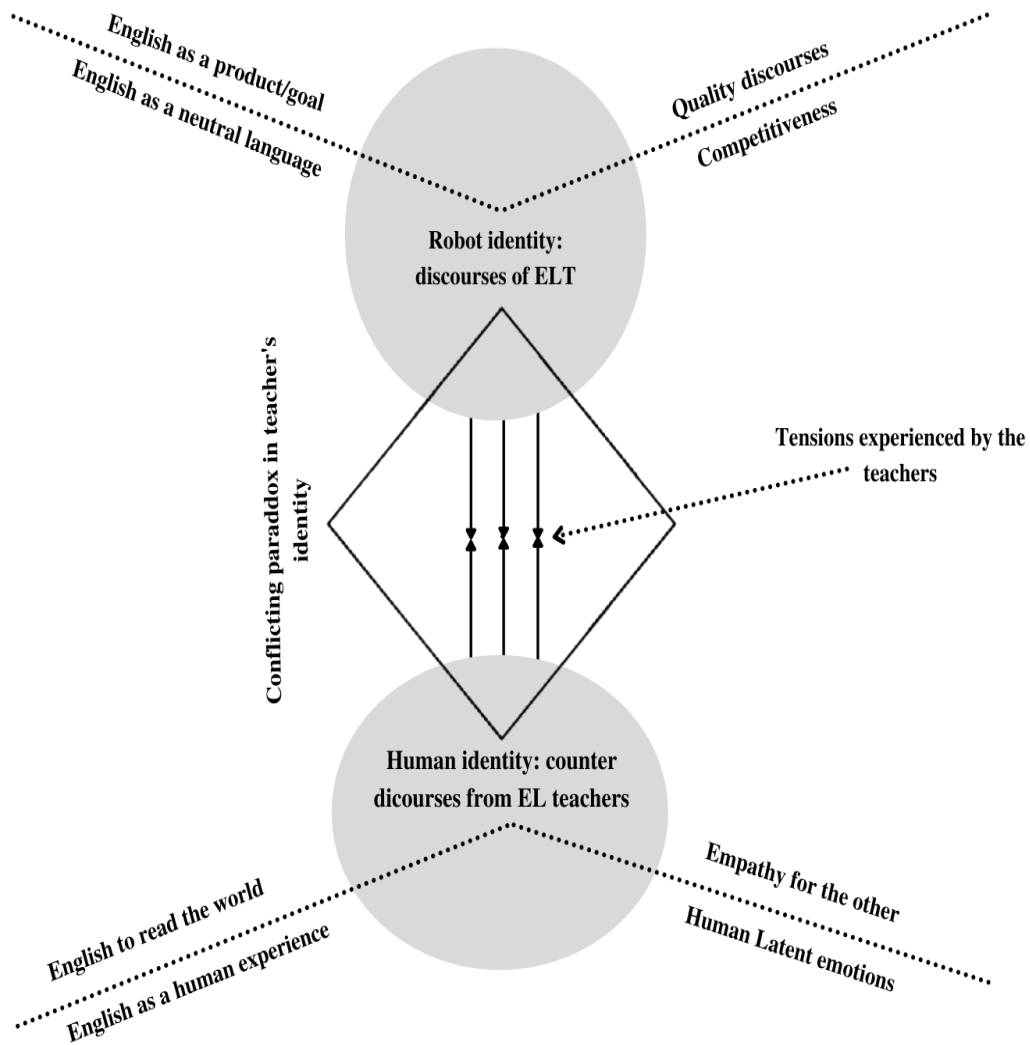 English as a product/goal
English as a neutral language
Quality discourses
Competitiveness
Robot identity:
discourses of ELT
Conflicting paraddox in teacher's
identity
Tensions experienced by the
teachers
Human identity: counter
dicourses from EL teachers
English to read the world
English as a human experience
Empathy for the other
Human Latent emotions